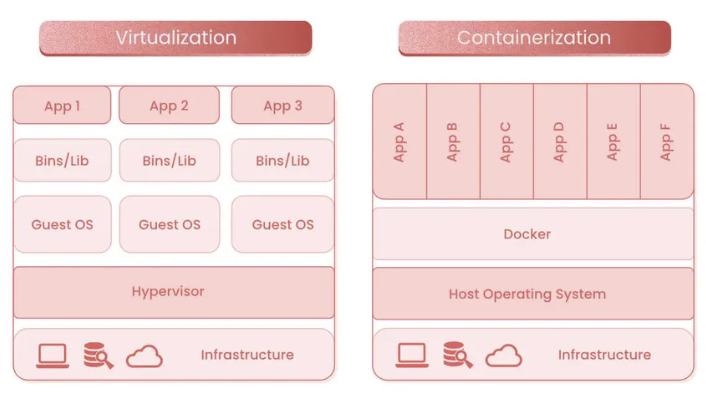 Virtualization
App 1 App 2 App 3
Bins/Lib Bins/Lib Bins/Lib
Guest OS Guest OS Guest OS
Hypervisor
Infrastructure
Containerization
App A App B App C App D App E App F
Docker
Host Operating System
Infrastructure